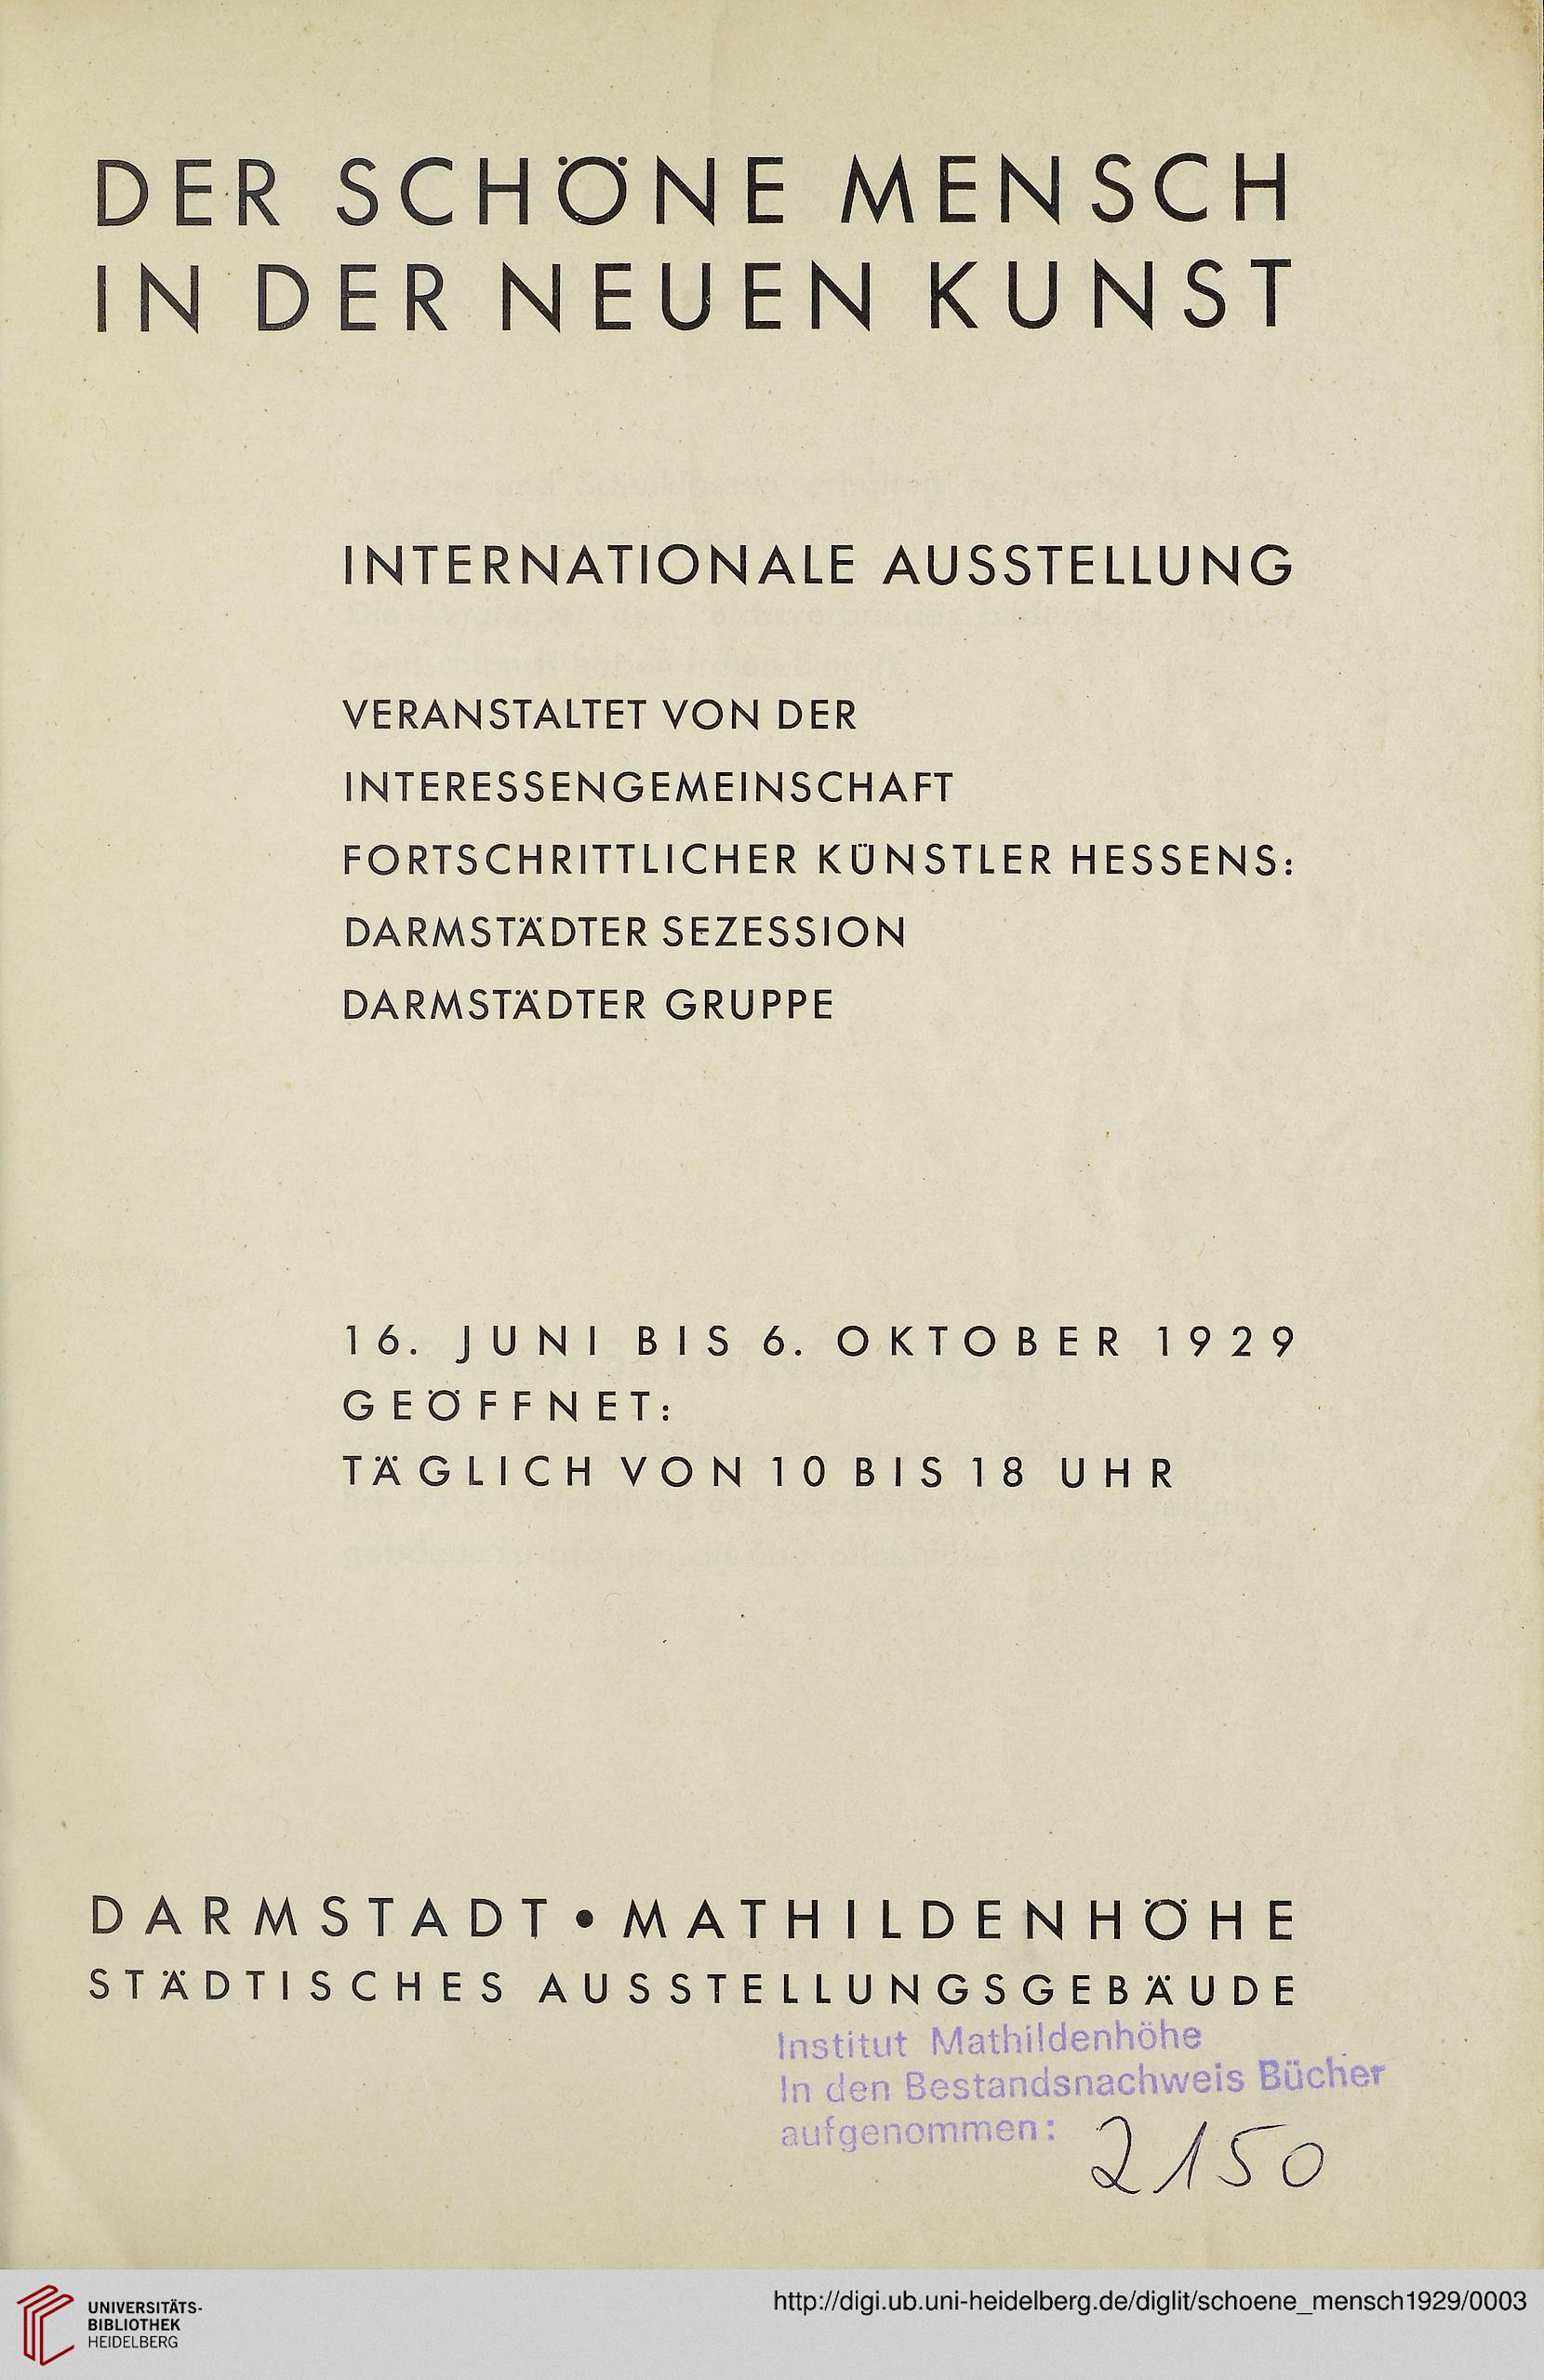 DER SCHÖNE MENSCH
IN DER NEUEN KUNST
INTERNATIONALE AUSSTELLUNG
VERANSTALTET VON DER
INTERESSENGEMEINSCHAFT
FORTSCHRITTLICHER KÜNSTLER HESSENS:
DARMSTÄDTER SEZESSION
DARMSTÄDTER GRUPPE
16. JUNI BIS 6. OKTOBER 1929
GEÖFFNET:
TÄGLICH VON 10 BIS 18 UHR
DARMSTADT • MATHILDENHÖHE
STÄDTISCHES AUSSTELLUNGSGEBÄUDE
Institut Mathildenhöhe
In den Bestandsnachweis Bücher
aufgenommen: 2150
UNIVERSITÄTS-
BIBLIOTHEK
HEIDELBERG
http://digi.ub.uni-heidelberg.de/diglit/schoene_mensch1929/0003